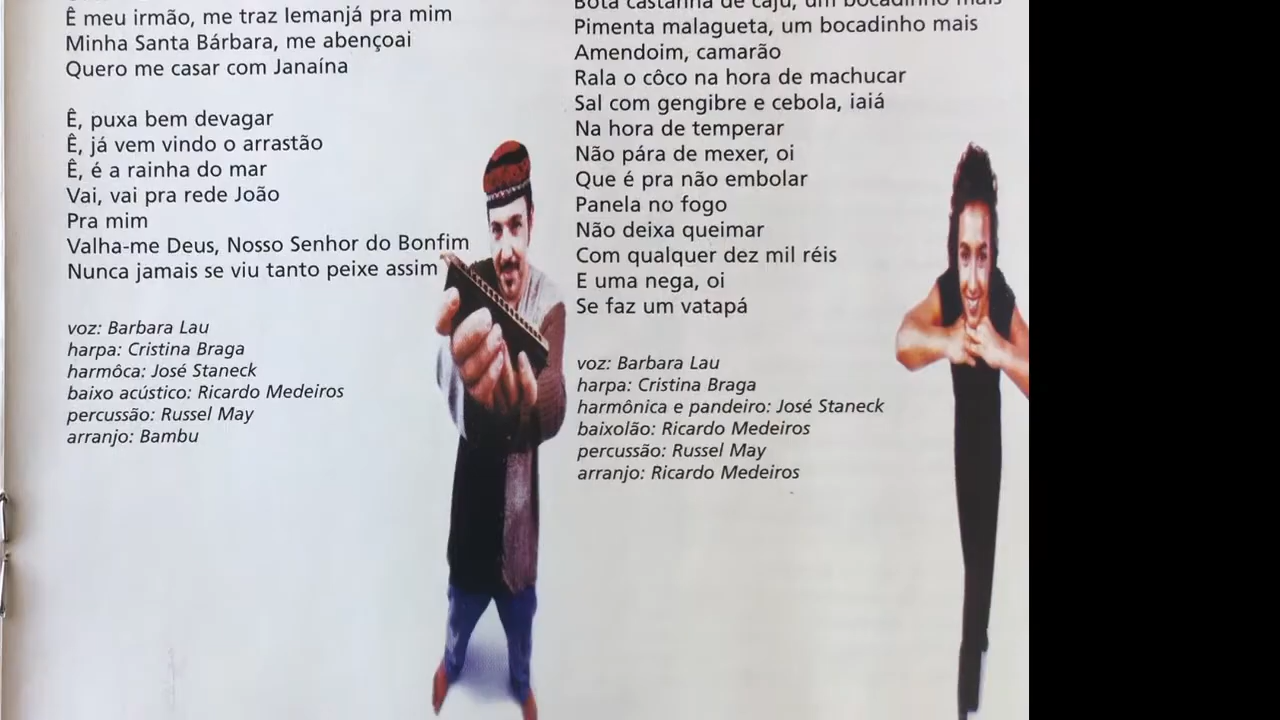 Ê meu irmão, me traz Iemanjá pra mim
Minha Santa Bárbara, me abençoai
Quero me casar com Janaína
Ê, puxa bem devagar
Ê, já vem vindo o arrastão
Ê, é a rainha do mar
Vai, vai pra rede João
Pra mim
Valha-me Deus, Nosso Senhor do Bonfim
Nunca jamais se viu tanto peixe assim
voz: Barbara Lau
harpa: Cristina Braga
harmôca: José Staneck
baixo acústico: Ricardo Medeiros
percussão: Russel May
arranjo: Bambu
Bota castanha de caju, um bocadinho mais
Pimenta malagueta, um bocadinho mais
Amendoim, camarão
Rala o côco na hora de machucar
Sal com gengibre e cebola, iaiá
Na hora de temperar
Não pára de mexer, oi
Que é pra não embolar
Panela no fogo
Não deixa queimar
Com qualquer dez mil réis
E uma nega, oi
Se faz um vatapá
voz: Barbara Lau
harpa: Cristina Braga
harmônica e pandeiro: José Staneck
baixolão: Ricardo Medeiros
percussão: Russel May
arranjo: Ricardo Medeiros